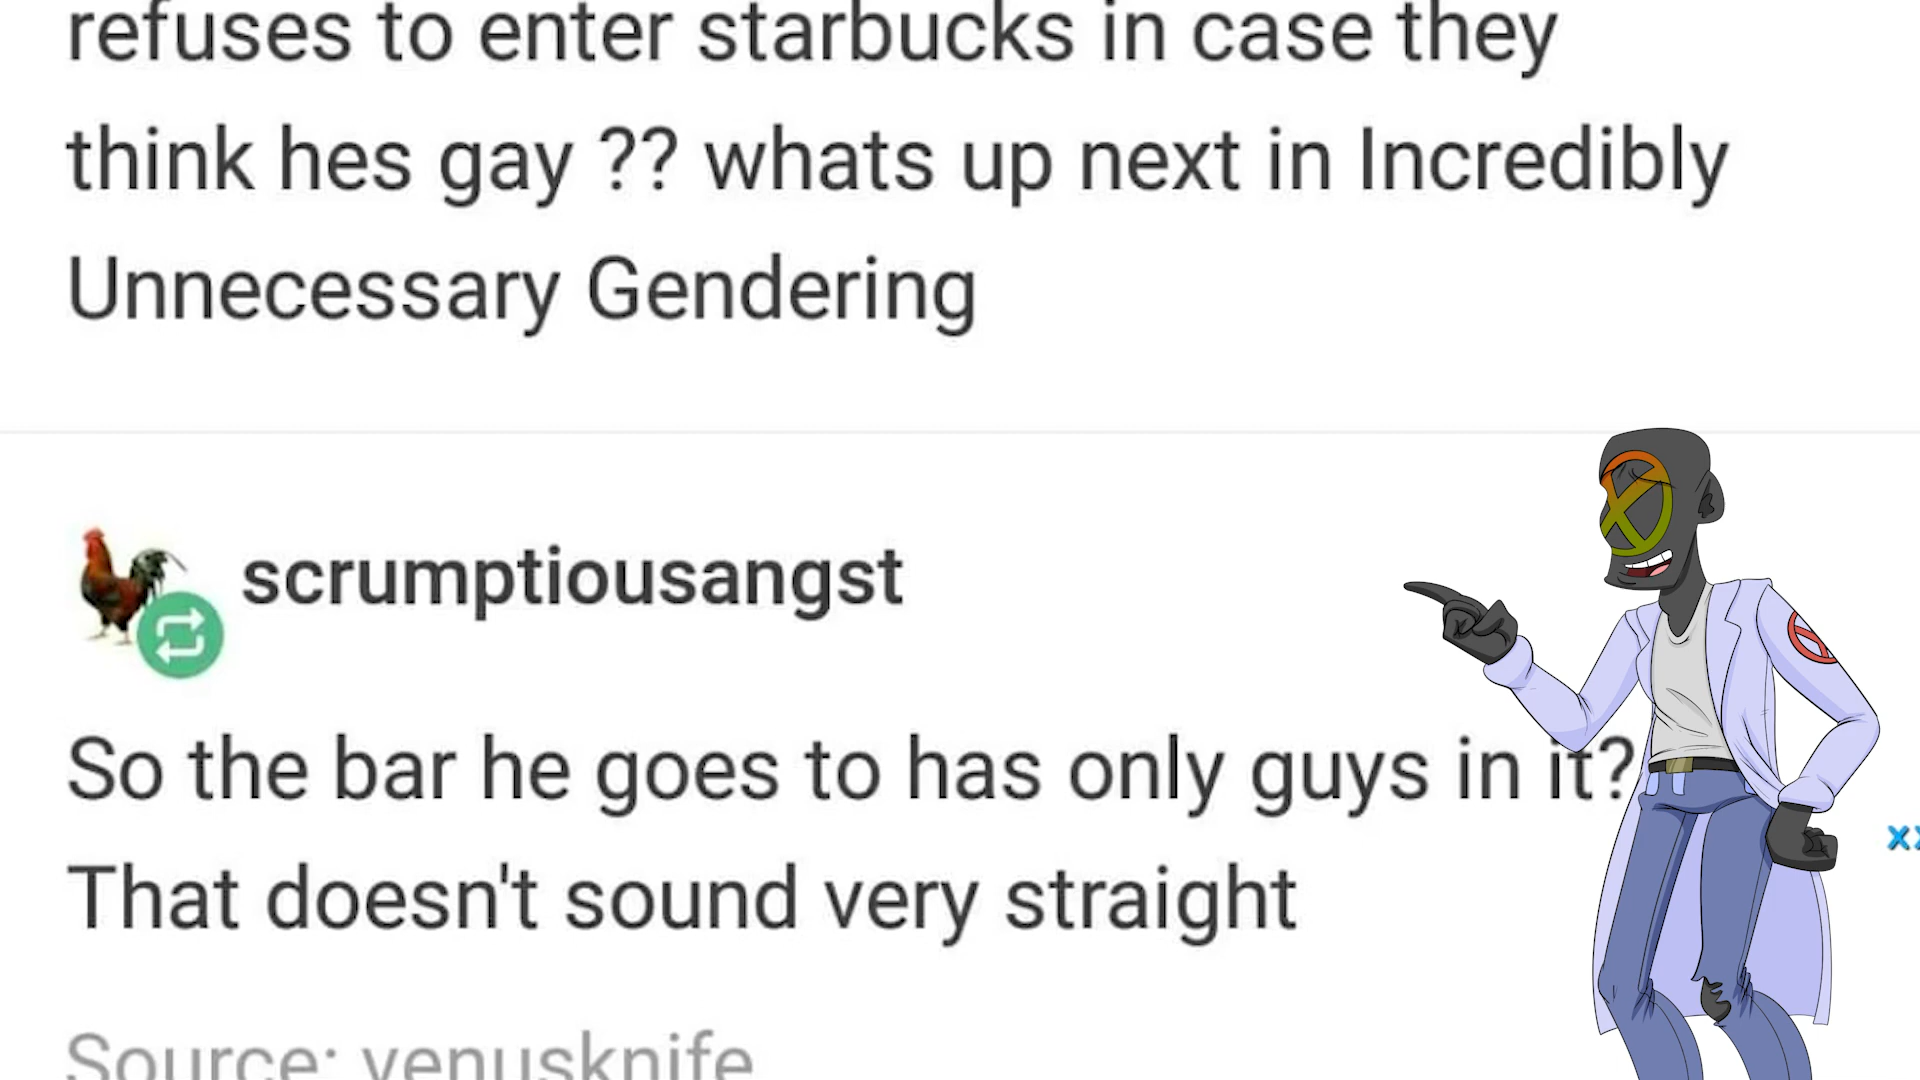 refuses to enter starbucks in case they
think hes gay ?? whats up next in Incredibly
Unnecessary Gendering
scrumptiousangst
So the bar he goes to has only guys in it?
That doesn't sound very straight
Source: venusknife